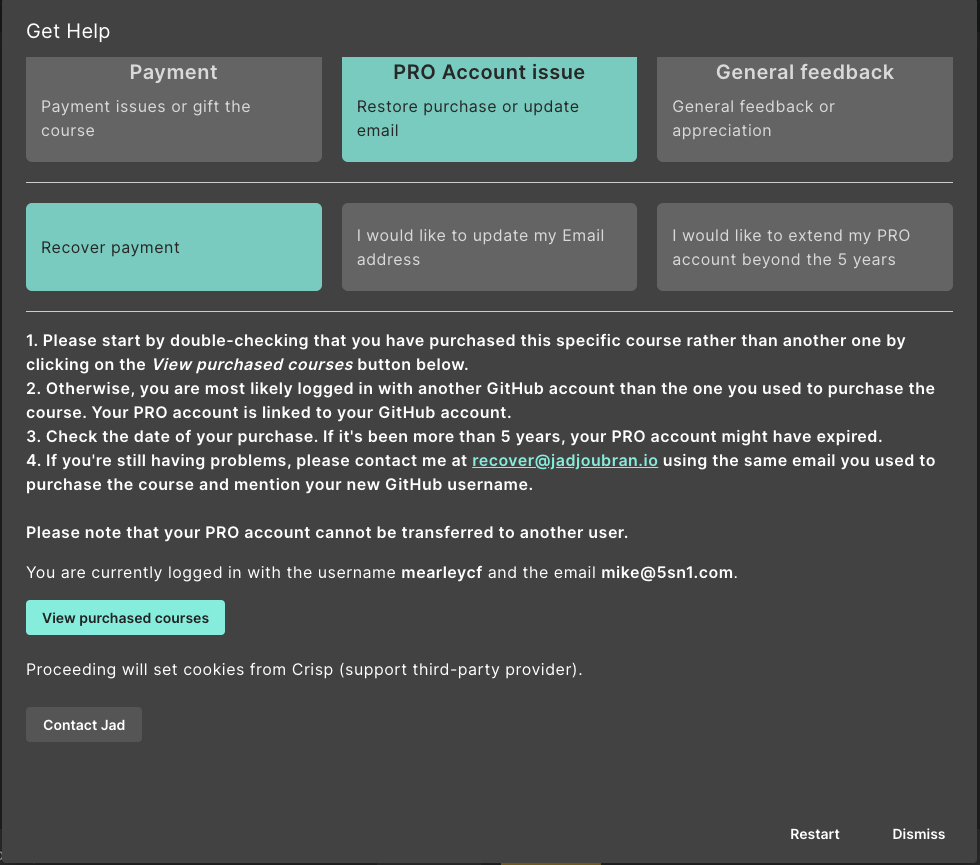 Get Help
Payment
Payment issues or gift the
course
PRO Account issue
Restore purchase or update
email
General feedback
General feedback or
appreciation
Recover payment
I would like to update my Email
address
I would like to extend my PRO
account beyond the 5 years
1. Please start by double-checking that you have purchased this specific course rather than another one by
clicking on the View purchased courses button below.
2. Otherwise, you are most likely logged in with another GitHub account than the one you used to purchase the
course. Your PRO account is linked to your GitHub account.
3. Check the date of your purchase. If it's been more than 5 years, your PRO account might have expired.
4. If you're still having problems, please contact me at recover@jadjoubran.io using the same email you used to
purchase the course and mention your new GitHub username.
Please note that your PRO account cannot be transferred to another user.
You are currently logged in with the username mearleycf and the email mike@5sn1.com.
View purchased courses
Proceeding will set cookies from Crisp (support third-party provider).
Contact Jad
Restart
Dismiss